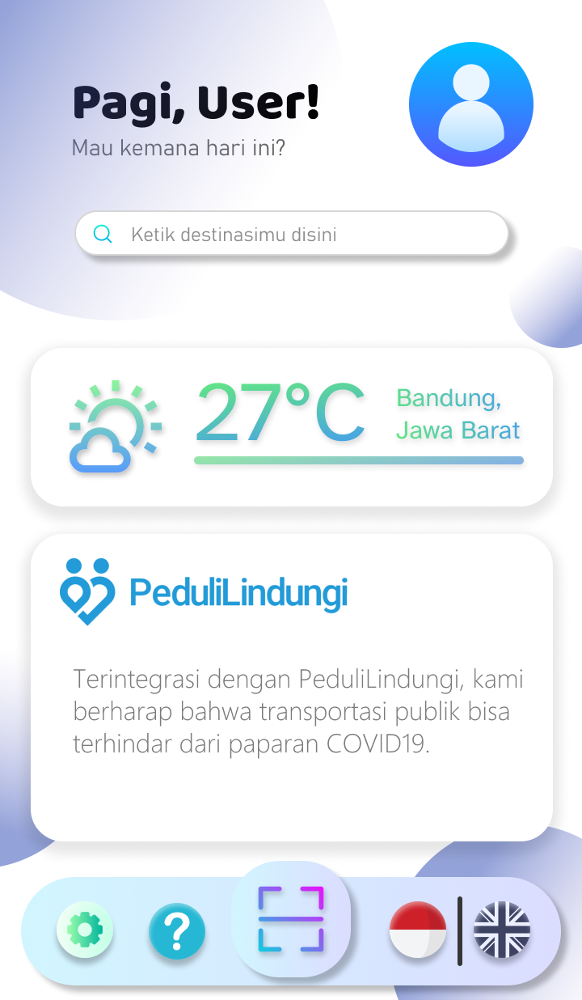 Pagi, User!
Mau kemana hari ini?
Ketik destinasimu disini
27°C
Bandung,
Jawa Barat
PeduliLindungi
Terintegrasi dengan PeduliLindungi, kami
berharap bahwa transportasi publik bisa
terhindar dari paparan COVID19.
?